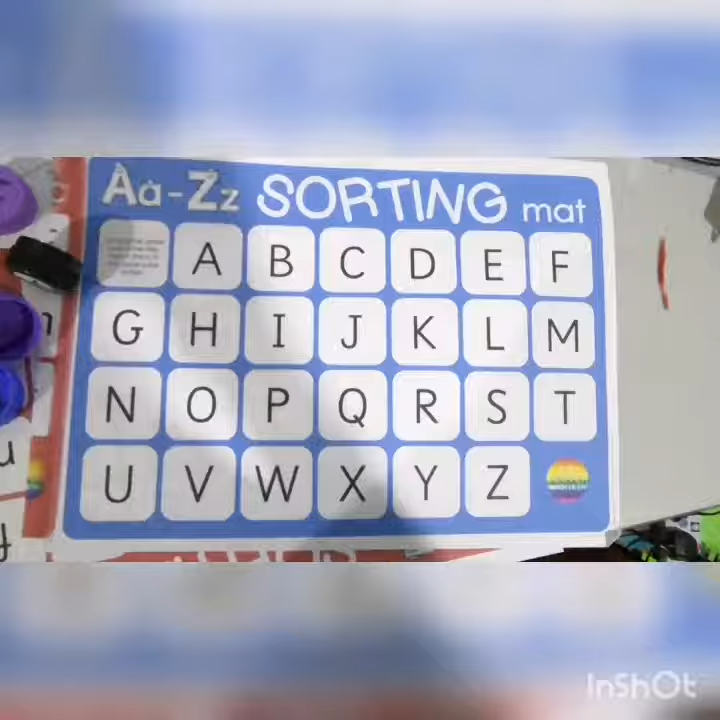 Aa-Zz SORTING mat
A B C D E F
G H I J K L M
N O P Q R S T
U V W X Y Z
InShOt